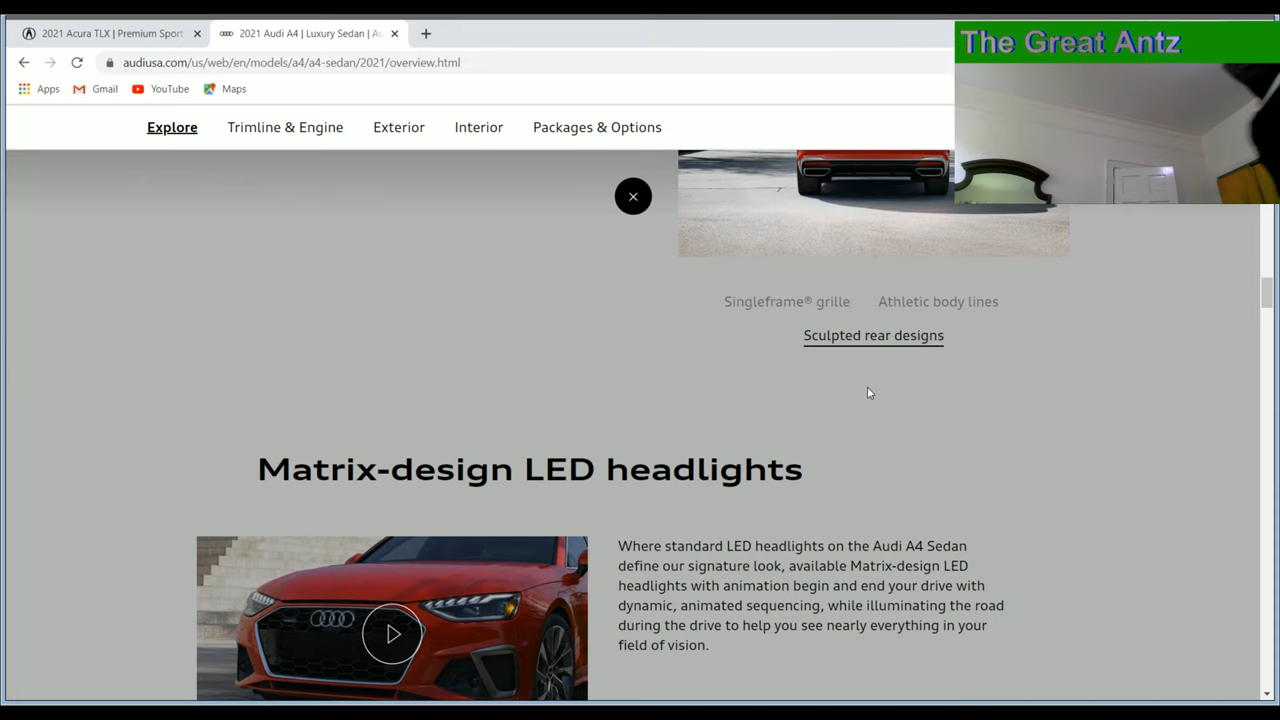 2021 Acura TLX | Premium Sport
2021 Audi A4 | Luxury Sedan | Au
The Great Antz
audiusa.com/us/web/en/models/a4/a4-sedan/2021/overview.html
Apps Gmail YouTube Maps
Explore Trimline & Engine Exterior Interior Packages & Options
Singleframe® grille Athletic body lines
Sculpted rear designs
Matrix-design LED headlights
Where standard LED headlights on the Audi A4 Sedan
define our signature look, available Matrix-design LED
headlights with animation begin and end your drive with
dynamic, animated sequencing, while illuminating the road
during the drive to help you see nearly everything in your
field of vision.